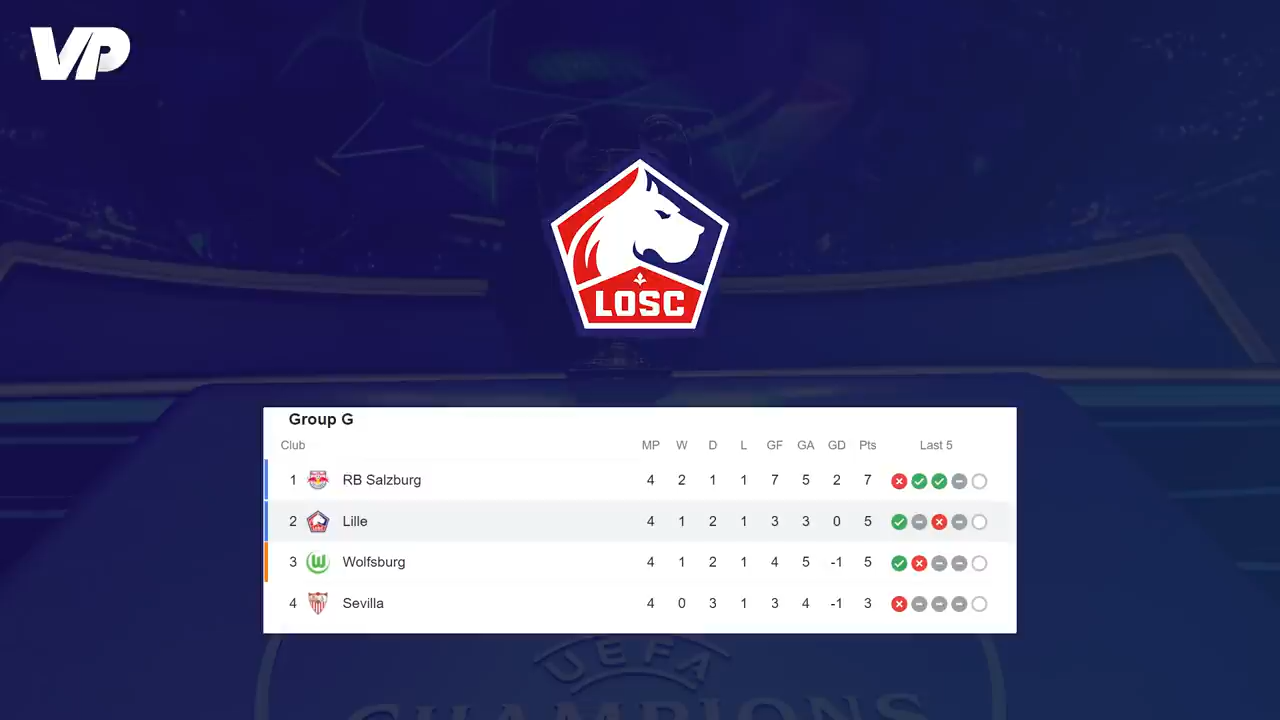 VP
LOSC
Group G
Club MP W D L GF GA GD Pts Last 5
1 RB Salzburg 4 2 1 1 7 5 2 7
2 Lille 4 1 2 1 3 3 0 5
3 Wolfsburg 4 1 2 1 4 5 -1 5
4 Sevilla 4 0 3 1 3 4 -1 3
UEFA
CHAMPIONS